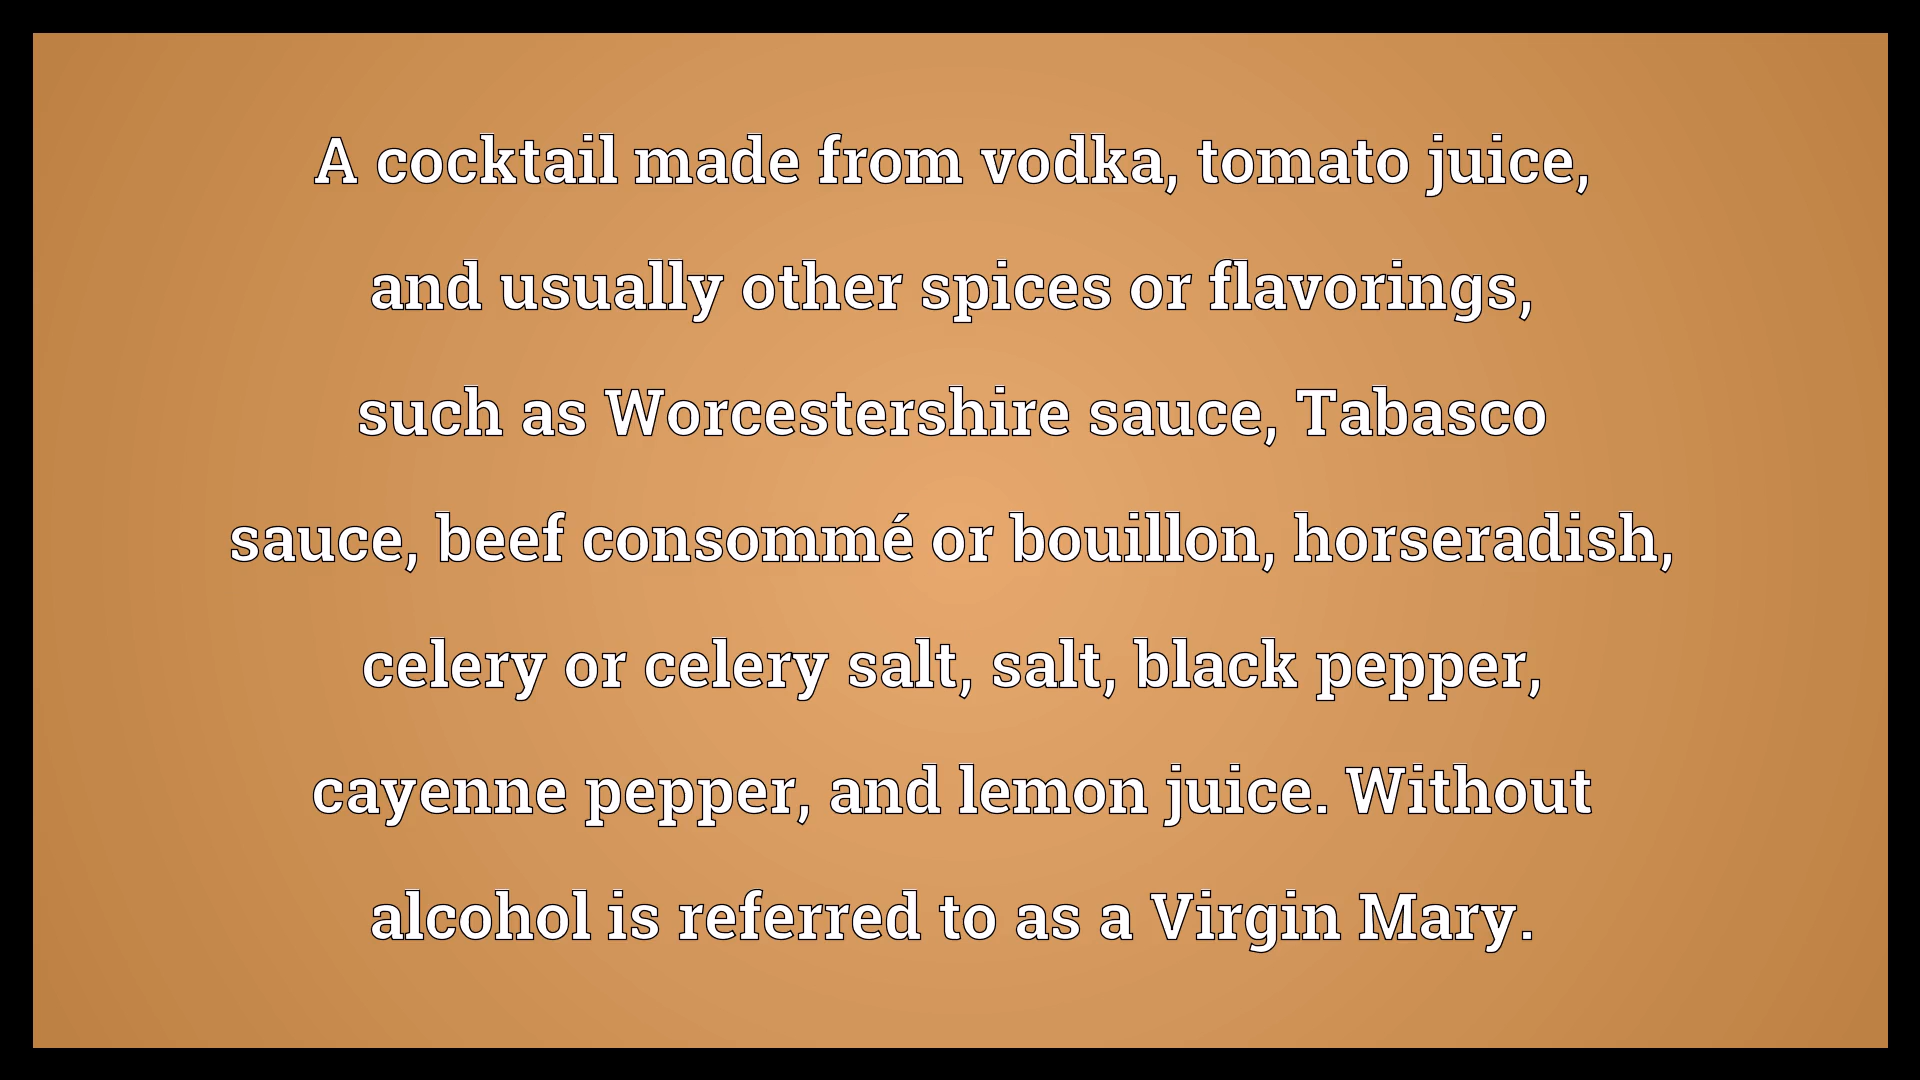 A cocktail made from vodka, tomato juice,
and usually other spices or flavorings,
such as Worcestershire sauce, Tabasco
sauce, beef consommé or bouillon, horseradish,
celery or celery salt, salt, black pepper,
cayenne pepper, and lemon juice. Without
alcohol is referred to as a Virgin Mary.